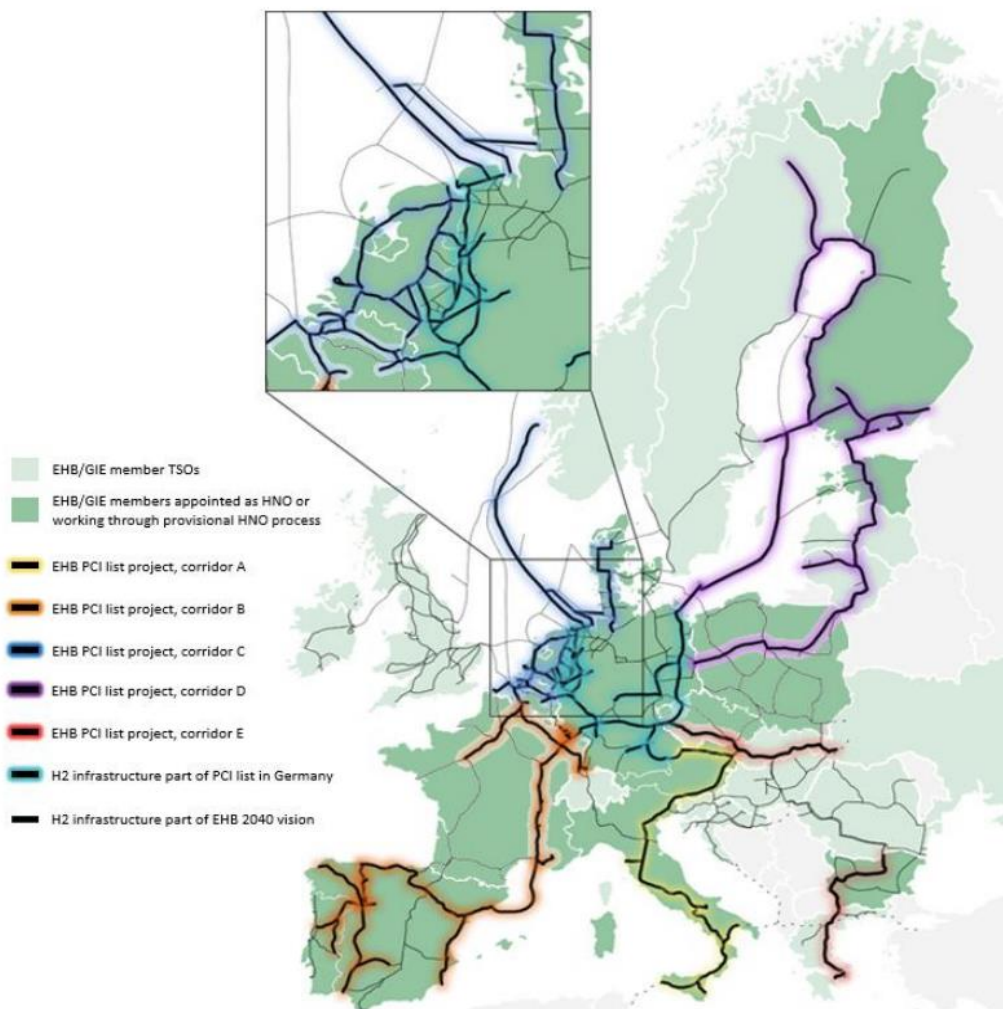 EHB/GIE member TSOs
EHB/GIE members appointed as HNO or
working through provisional HNO process
EHB PCI list project, corridor A
EHB PCI list project, corridor B
EHB PCI list project, corridor C
EHB PCI list project, corridor D
EHB PCI list project, corridor E
H2 infrastructure part of PCI list in Germany
H2 infrastructure part of EHB 2040 vision